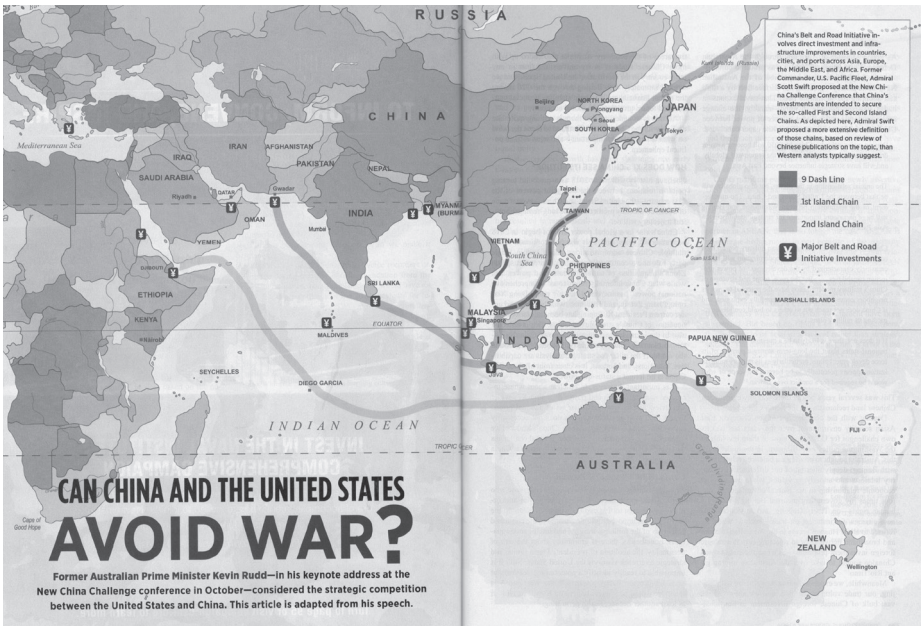 RUSSIA
Kuril Islands (Russia)
CHINA
Beijing
NORTH KOREA
Pyongyang
Seoul
SOUTH KOREA
JAPAN
Tokyo
Mediterranean Sea
IRAQ
IRAN
AFGHANISTAN
PAKISTAN
NEPAL
SAUDI ARABIA
Riyadh
QATAR
Gwadar
OMAN
YEMEN
INDIA
Mumbai
MYANM
(BURMA
Taipei
TAIWAN
TROPIC OF CANCER
VIETNAM
South China
Sea
PACIFIC OCEAN
Guam (U.S.A.)
PHILIPPINES
DJIBOUTI
ETHIOPIA
KENYA
Nairobi
SRI LANKA
MALDIVES
EQUATOR
MALAYSIA
Singapore
INDONESIA
Java
MARSHALL ISLANDS
PAPUA NEW GUINEA
SOLOMON ISLANDS
SEYCHELLES
DIEGO GARCIA
INDIAN OCEAN
TROPIC
FIJI
AUSTRALIA
Great Dividing Range
NEW
ZEALAND
Wellington
Cape of
Good Hope
China's Belt and Road Initiative in-
volves direct investment and infra-
structure improvements in countries,
cities, and ports across Asia, Europe,
the Middle East, and Africa. Former
Commander, U.S. Pacific Fleet, Admiral
Scott Swift proposed at the New Chi-
na Challenge Conference that China's
investments are intended to secure
the so-called First and Second Island
Chains. As depicted here, Admiral Swift
proposed a more extensive definition
of those chains, based on review of
Chinese publications on the topic, than
Western analysts typically suggest.
9 Dash Line
1st Island Chain
2nd Island Chain
¥ Major Belt and Road
Initiative Investments
CAN CHINA AND THE UNITED STATES
AVOID WAR?
Former Australian Prime Minister Kevin Rudd—in his keynote address at the
New China Challenge conference in October—considered the strategic competition
between the United States and China. This article is adapted from his speech.